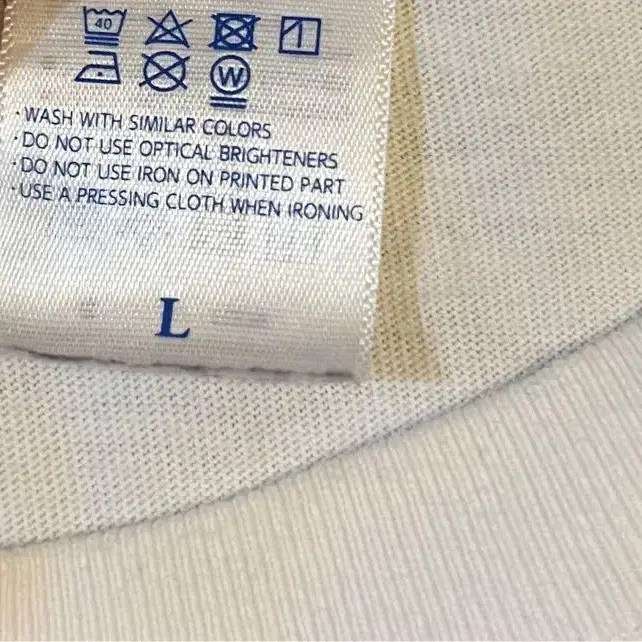 40
W
·WASH WITH SIMILAR COLORS
·DO NOT USE OPTICAL BRIGHTENERS
·DO NOT USE IRON ON PRINTED PART
·USE A PRESSING CLOTH WHEN IRONING
L